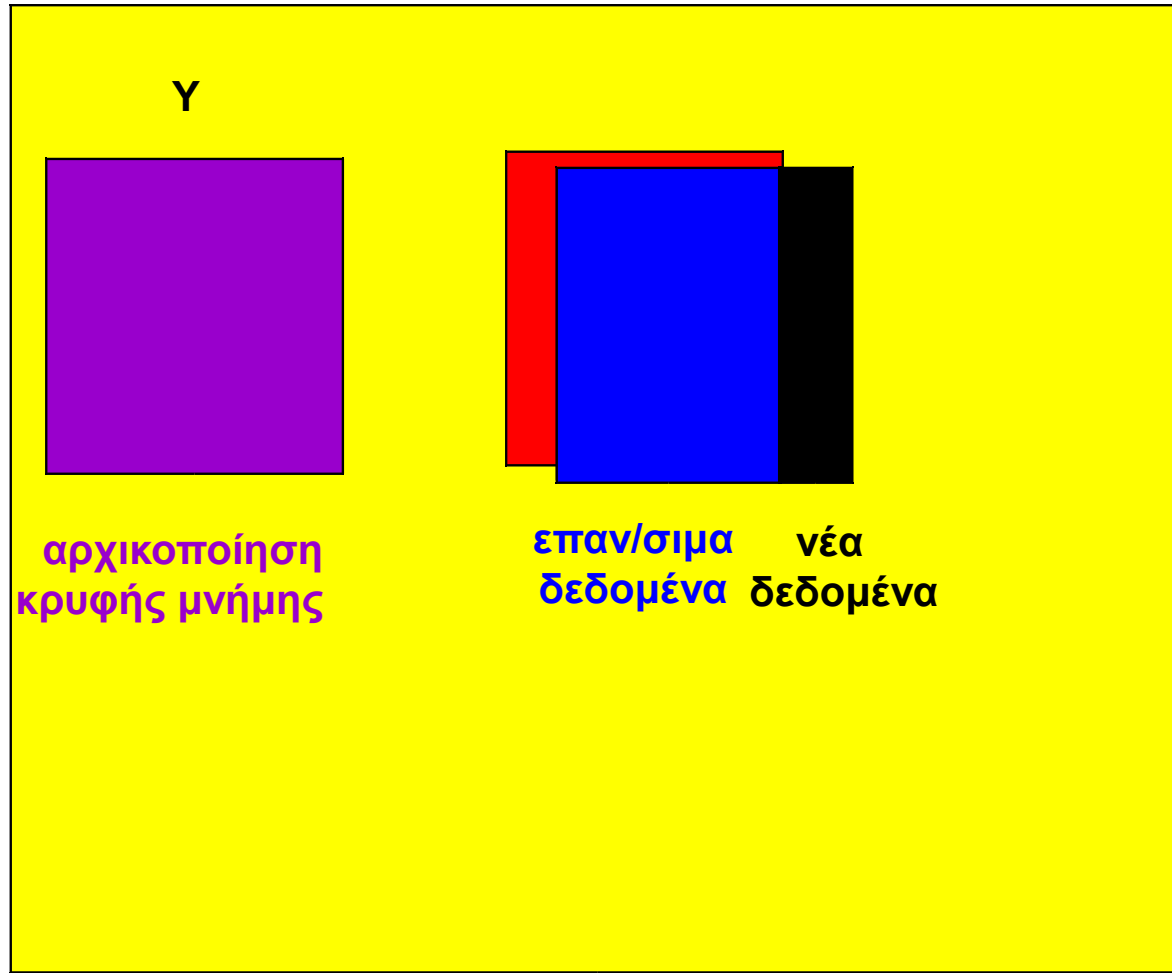 Υ
αρχικοποίηση
κρυφής μνήμης
επαν/σιμα
δεδομένα
νέα
δεδομένα